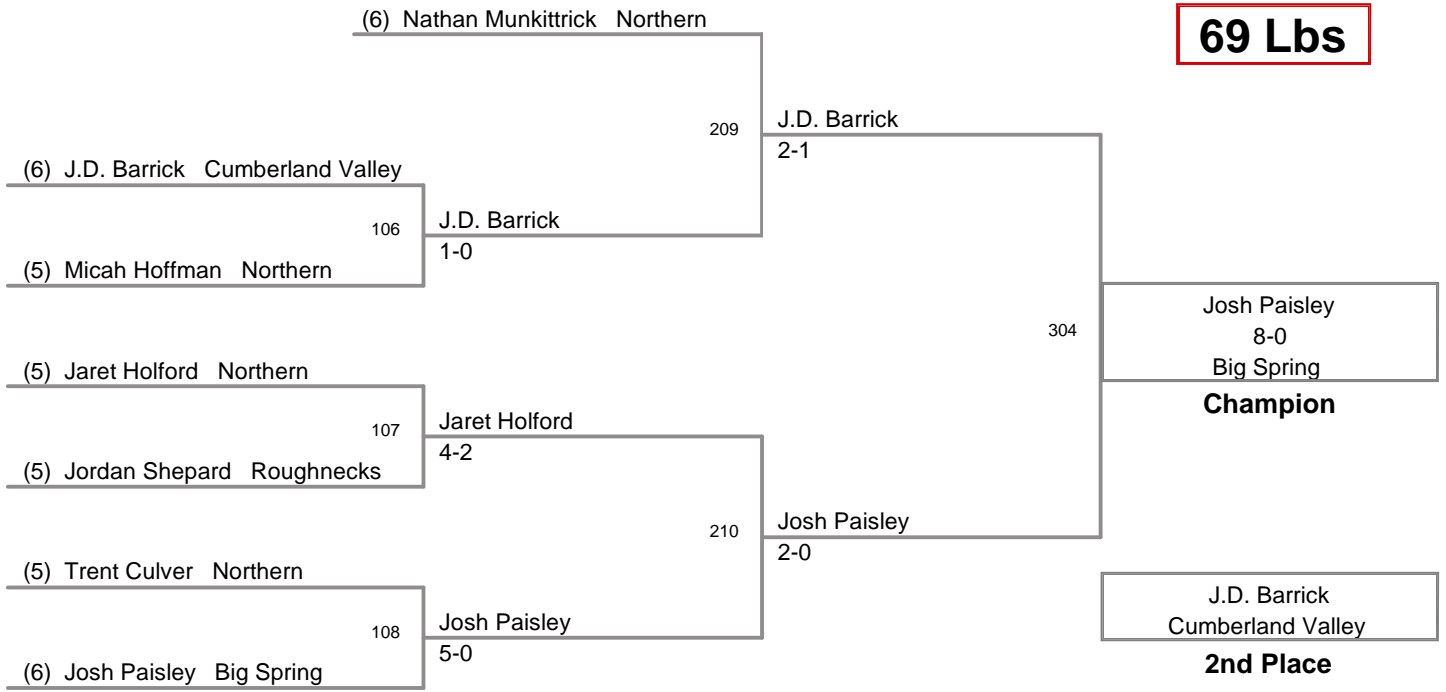 (6) Nathan Munkittrick Northern
69 Lbs
209
J.D. Barrick
2-1
(6) J.D. Barrick Cumberland Valley
106
J.D. Barrick
1-0
(5) Micah Hoffman Northern
304
Josh Paisley
8-0
Big Spring
Champion
(5) Jaret Holford Northern
107
Jaret Holford
4-2
(5) Jordan Shepard Roughnecks
210
Josh Paisley
2-0
(5) Trent Culver Northern
108
Josh Paisley
5-0
(6) Josh Paisley Big Spring
J.D. Barrick
Cumberland Valley
2nd Place